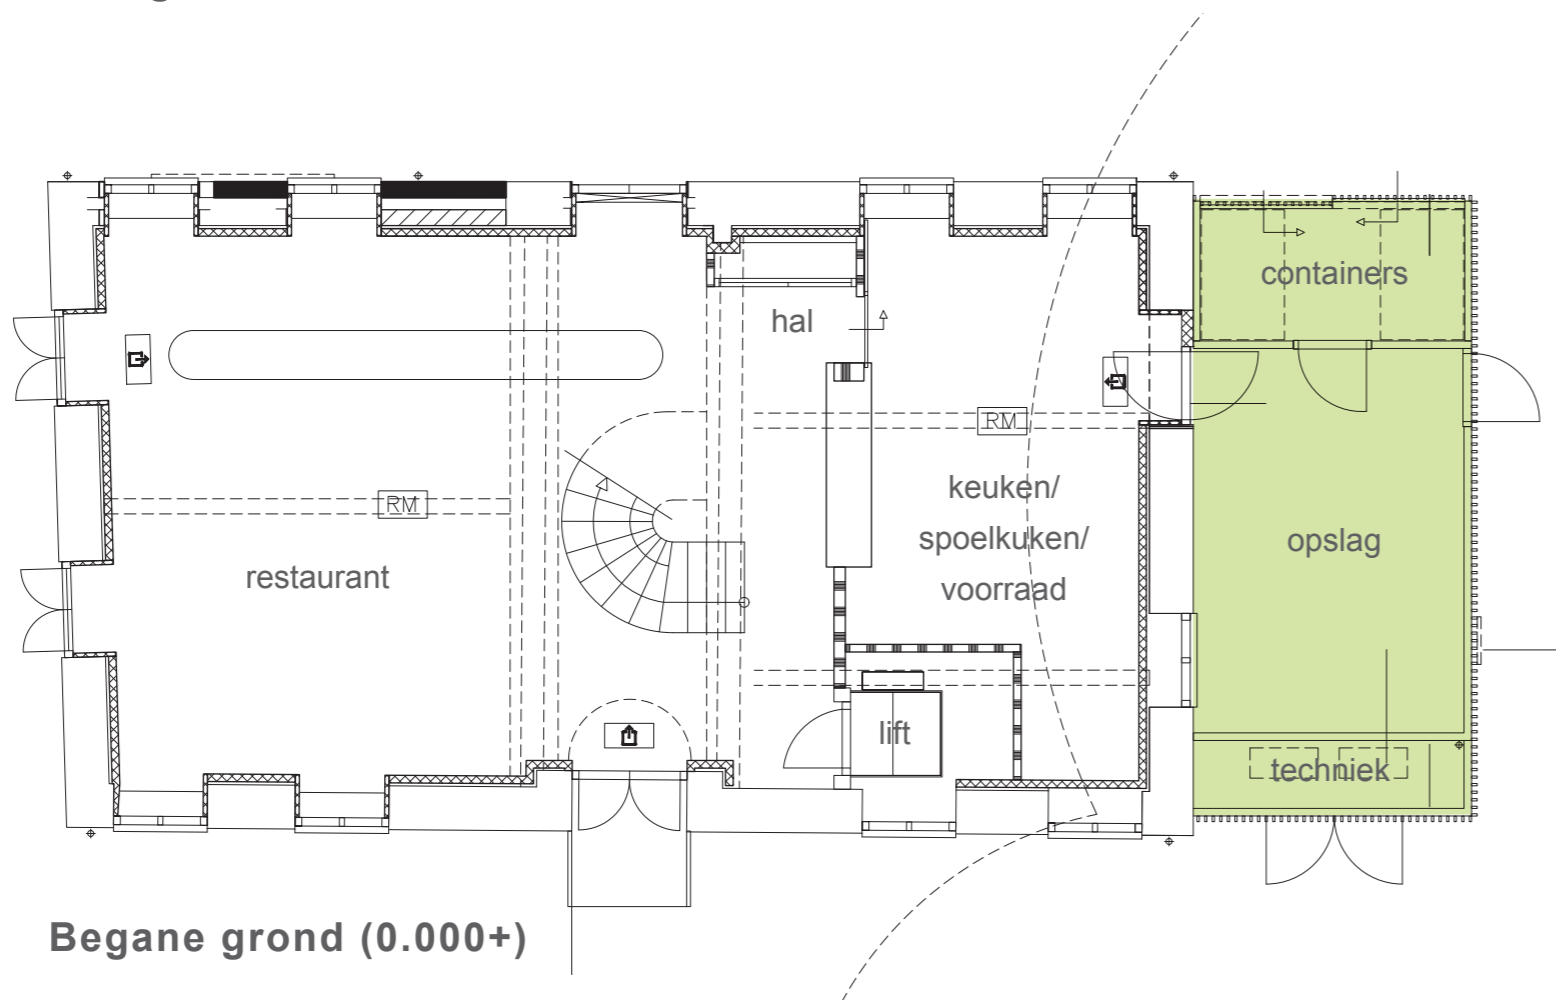 containers
hal
RM
keuken/
spoelkuken/
voorraad
RM
opslag
restaurant
lift
techniek
Begane grond (0.000+)